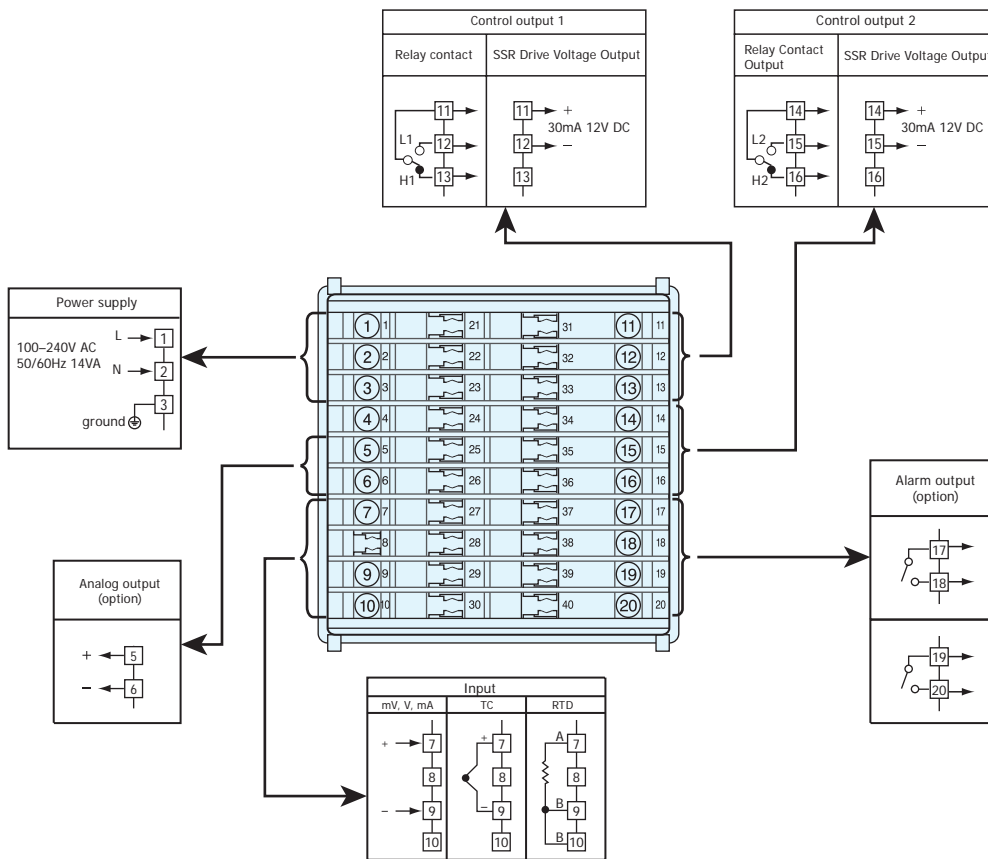 Control output 1
Relay contact
SSR Drive Voltage Output
11
12
13
L1
H1
11
12
13
+
30mA 12V DC
−
Control output 2
Relay Contact
Output
SSR Drive Voltage Output
14
15
16
L2
H2
14
15
16
+
30mA 12V DC
−
Power supply
100–240V AC
50/60Hz 14VA
L
N
ground
1
2
3
1 1 21 31 11 11
2 2 22 32 12 12
3 3 23 33 13 13
4 4 24 34 14 14
5 5 25 35 15 15
6 6 26 36 16 16
7 7 27 37 17 17
8 28 38 18 18
9 9 29 39 19 19
10 10 30 40 20 20
Analog output
(option)
+ 5
− 6
Alarm output
(option)
17
18
19
20
Input
mV, V, mA
TC
RTD
+ 7
8
− 9
10
+ 7
8
− 9
10
A 7
8
B 9
B 10